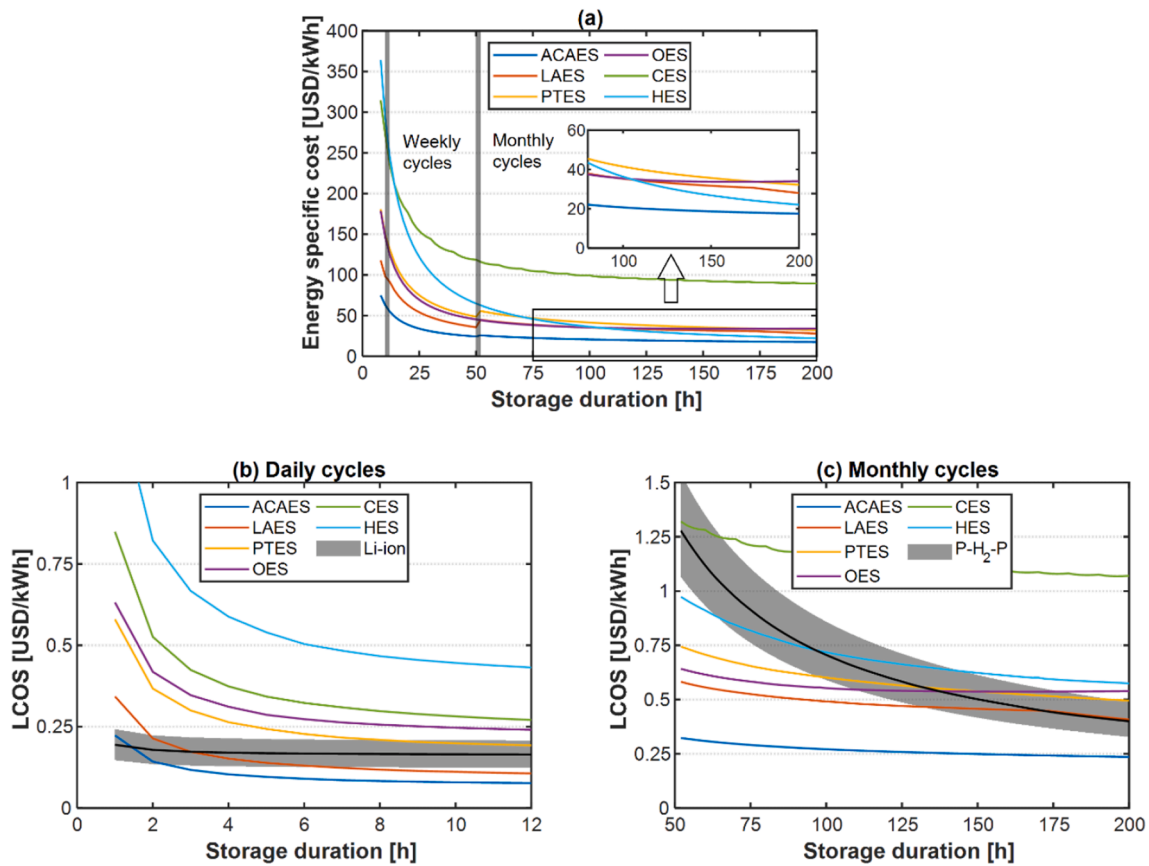 (a)
Energy specific cost [USD/kWh]
400
350
300
250
200
150
100
50
0
ACAES OES
LAES CES
PTES HES
Weekly
cycles
Monthly
cycles
60
40
20
0
100 150 200
0 25 50 75 100 125 150 175 200
Storage duration [h]
(b) Daily cycles
LCOS [USD/kWh]
1
0.75
0.5
0.25
0
ACAES CES
LAES HES
PTES Li-ion
OES
2 4 6 8 10 12
0
Storage duration [h]
(c) Monthly cycles
LCOS [USD/kWh]
1.5
1.25
1
0.75
0.5
0.25
0
ACAES CES
LAES HES
PTES P-H₂-P
OES
50 75 100 125 150 175 200
Storage duration [h]